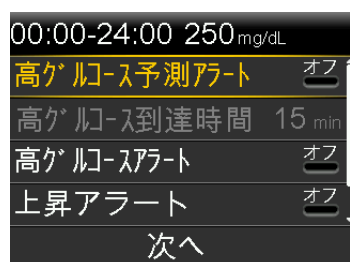 00:00-24:00 250 mg/dL
高グルコース予測アラート オフ
高グルコース到達時間 15 min
高グルコースアラート オフ
上昇アラート オフ
次へ